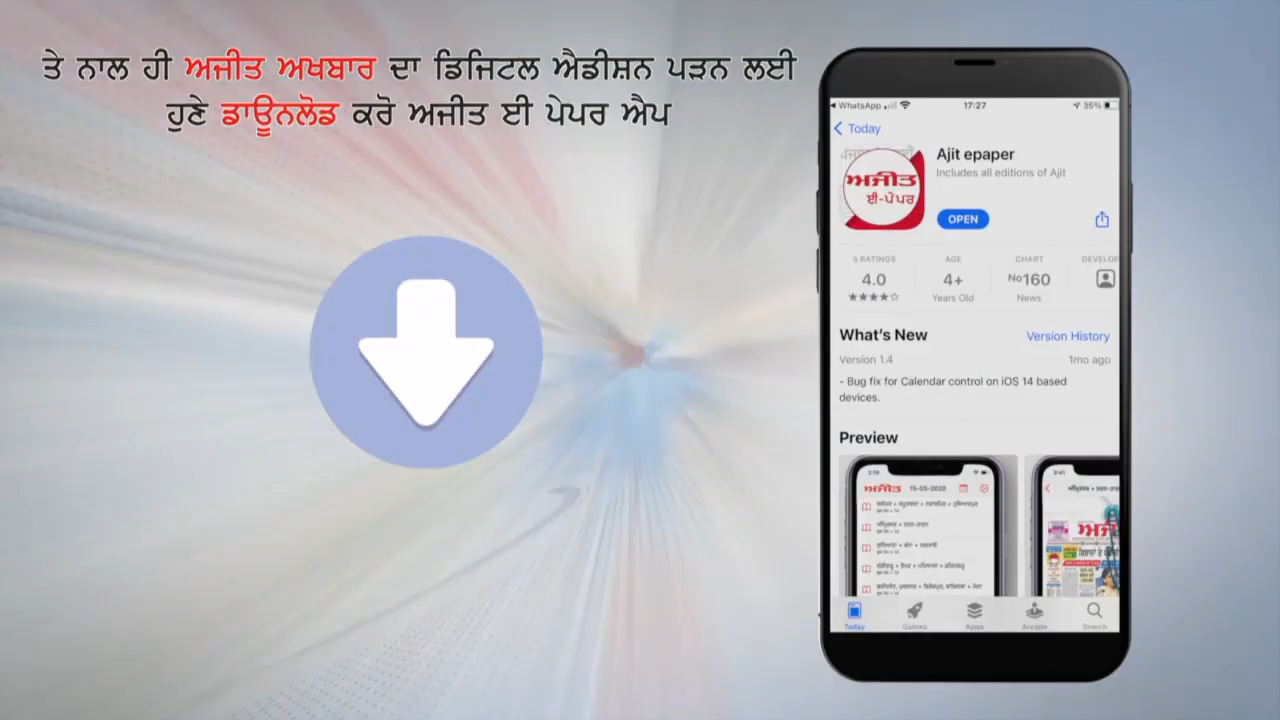 ਤੇ ਨਾਲ ਹੀ ਅਜੀਤ ਅਖਬਾਰ ਦਾ ਡਿਜਿਟਲ ਐਡੀਸ਼ਨ ਪੜਨ ਲਈ
ਹੁਣੇ ਡਾਊਨਲੋਡ ਕਰੋ ਅਜੀਤ ਈ ਪੇਪਰ ਐਪ
WhatsApp 17:27 35%
Today
ਅਜੀਤ
ਈ-ਪੇਪਰ
Ajit epaper
Includes all editions of Ajit
OPEN
5 RATINGS AGE CHART DEVELOP
4.0 4+ No160
Years Old News
What's New Version History
Version 1.4 1mo ago
- Bug fix for Calendar control on iOS 14 based
devices.
Preview
ਅਜੀਤ 15-05-2020
Today Games Apps Arcade Search